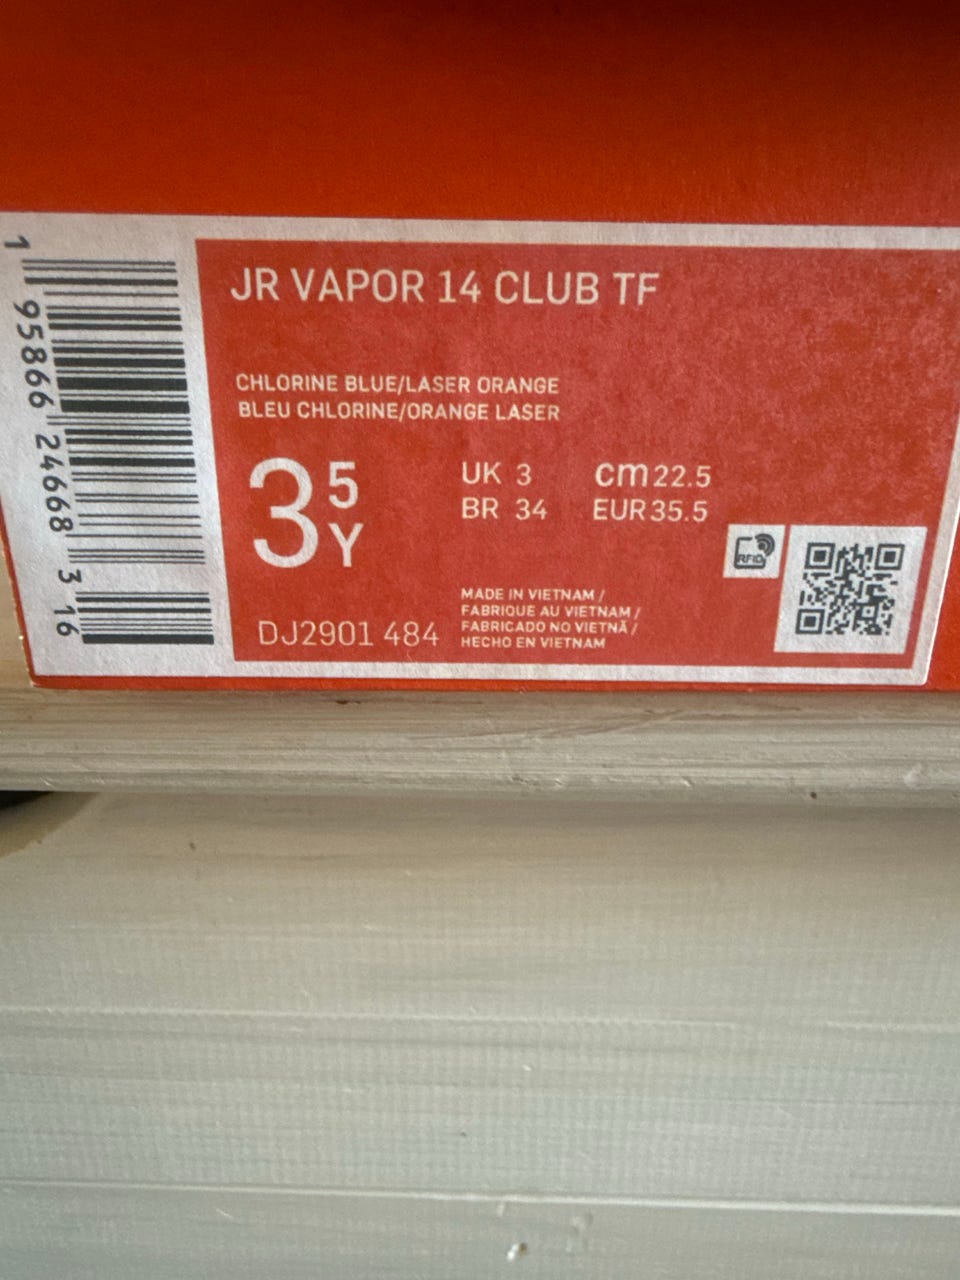 JR VAPOR 14 CLUB TF
CHLORINE BLUE/LASER ORANGE
BLEU CHLORINE/ORANGE LASER
3 5 Y
UK 3 cm 22.5
BR 34 EUR 35.5
DJ2901 484
MADE IN VIETNAM /
FABRIQUE AU VIETNAM /
FABRICADO NO VIETNÃ /
HECHO EN VIETNAM
RFID
1 95866 24668 3 16